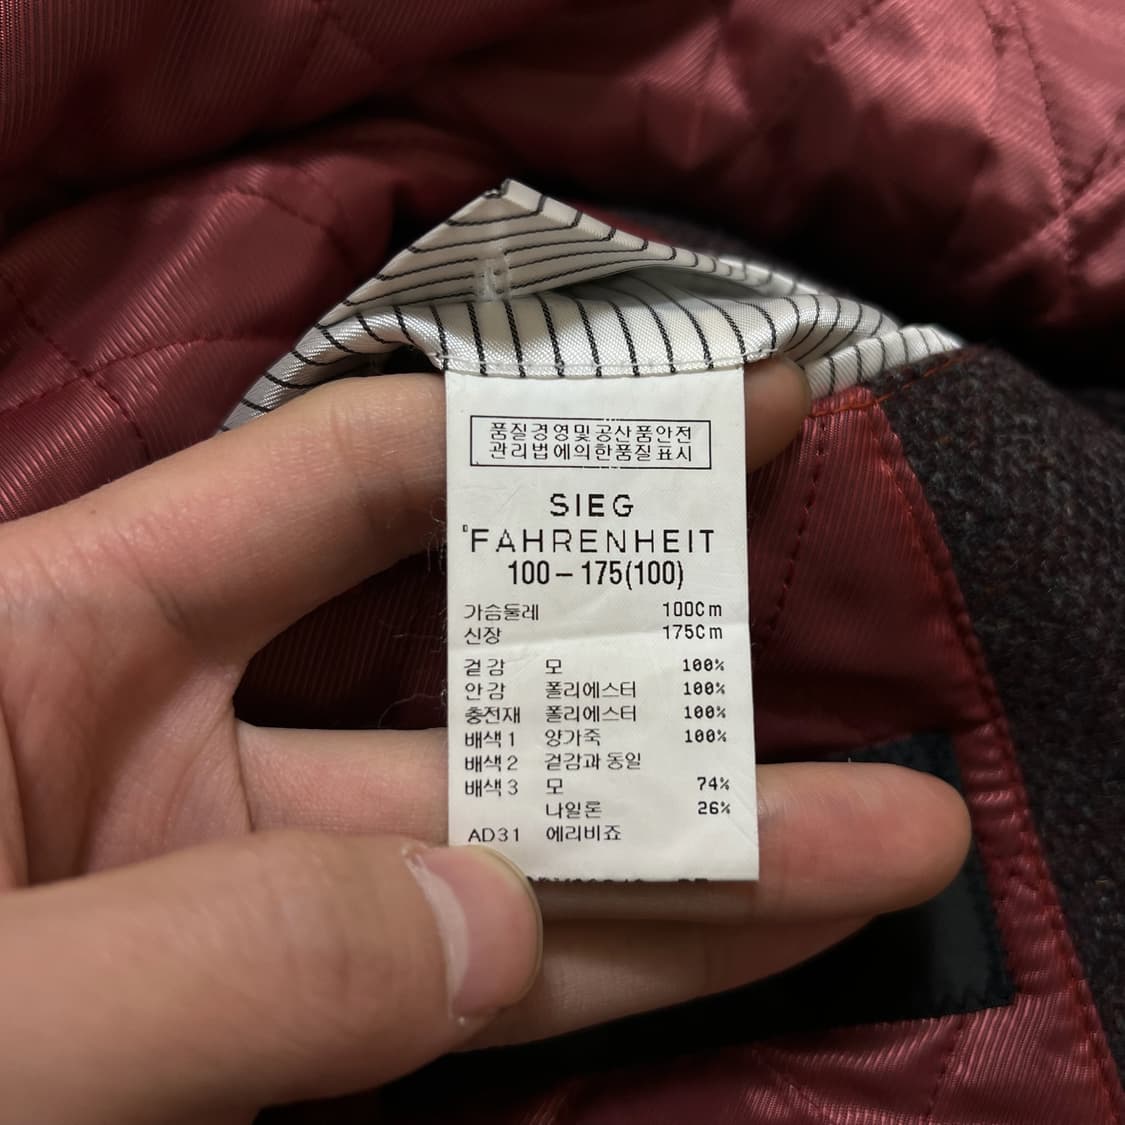 품질경영및공산품안전
관리법에의한품질표시
SIEG
FAHRENHEIT
100-175(100)
가슴둘레 100Cm
신장 175Cm
겉감 모 100%
안감 폴리에스터 100%
충전재 폴리에스터 100%
배색1 양가죽 100%
배색2 겉감과 동일
배색3 모 74%
나일론 26%
AD31 에리비죠